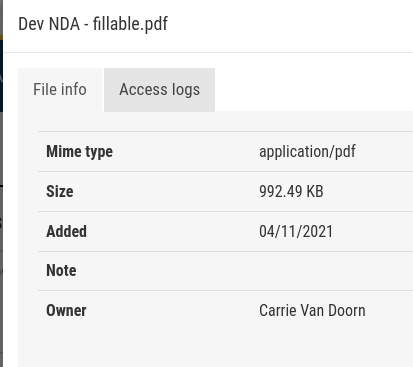 Dev NDA - fillable.pdf
File info Access logs
Mime type application/pdf
Size 992.49 KB
Added 04/11/2021
Note
Owner Carrie Van Doorn